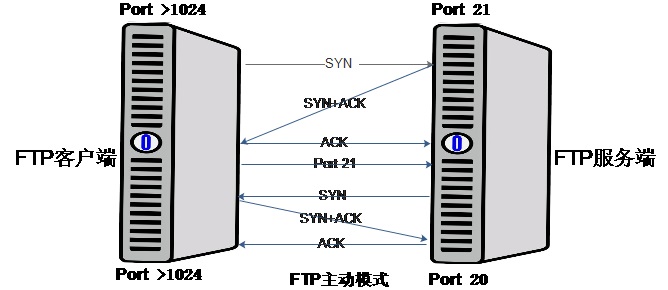 Port >1024
Port 21
SYN
SYN+ACK
ACK
FTP客户端
FTP服务端
Port 21
SYN
SYN+ACK
ACK
Port >1024
FTP主动模式
Port 20